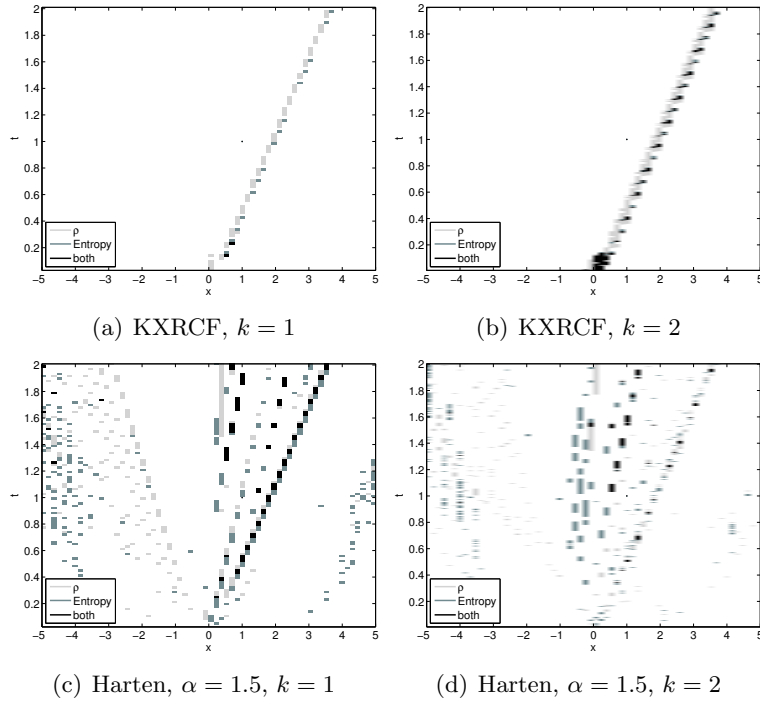 2
1.8
1.6
1.4
1.2
1
0.8
0.6
0.4
0.2
t
ρ
Entropy
both
−5 −4 −3 −2 −1 0 1 2 3 4 5
x
(a) KXRCF, k = 1
2
1.8
1.6
1.4
1.2
1
0.8
0.6
0.4
0.2
t
ρ
Entropy
both
−5 −4 −3 −2 −1 0 1 2 3 4 5
x
(b) KXRCF, k = 2
2
1.8
1.6
1.4
1.2
1
0.8
0.6
0.4
0.2
t
ρ
Entropy
both
−5 −4 −3 −2 −1 0 1 2 3 4 5
x
(c) Harten, α = 1.5, k = 1
2
1.8
1.6
1.4
1.2
1
0.8
0.6
0.4
0.2
t
ρ
Entropy
both
−5 −4 −3 −2 −1 0 1 2 3 4 5
x
(d) Harten, α = 1.5, k = 2